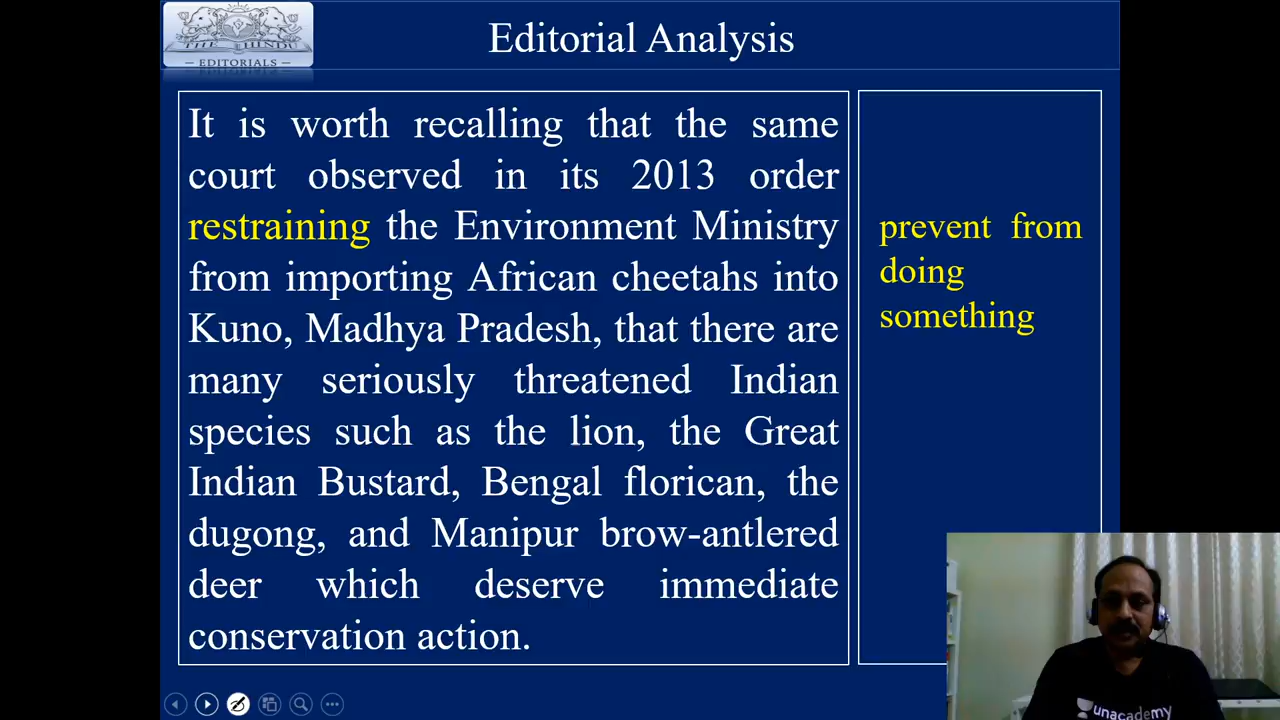 THE HINDU
— EDITORIALS —
Editorial Analysis
It is worth recalling that the same
court observed in its 2013 order
restraining the Environment Ministry
from importing African cheetahs into
Kuno, Madhya Pradesh, that there are
many seriously threatened Indian
species such as the lion, the Great
Indian Bustard, Bengal florican, the
dugong, and Manipur brow-antlered
deer which deserve immediate
conservation action.
prevent from
doing
something
unacademy